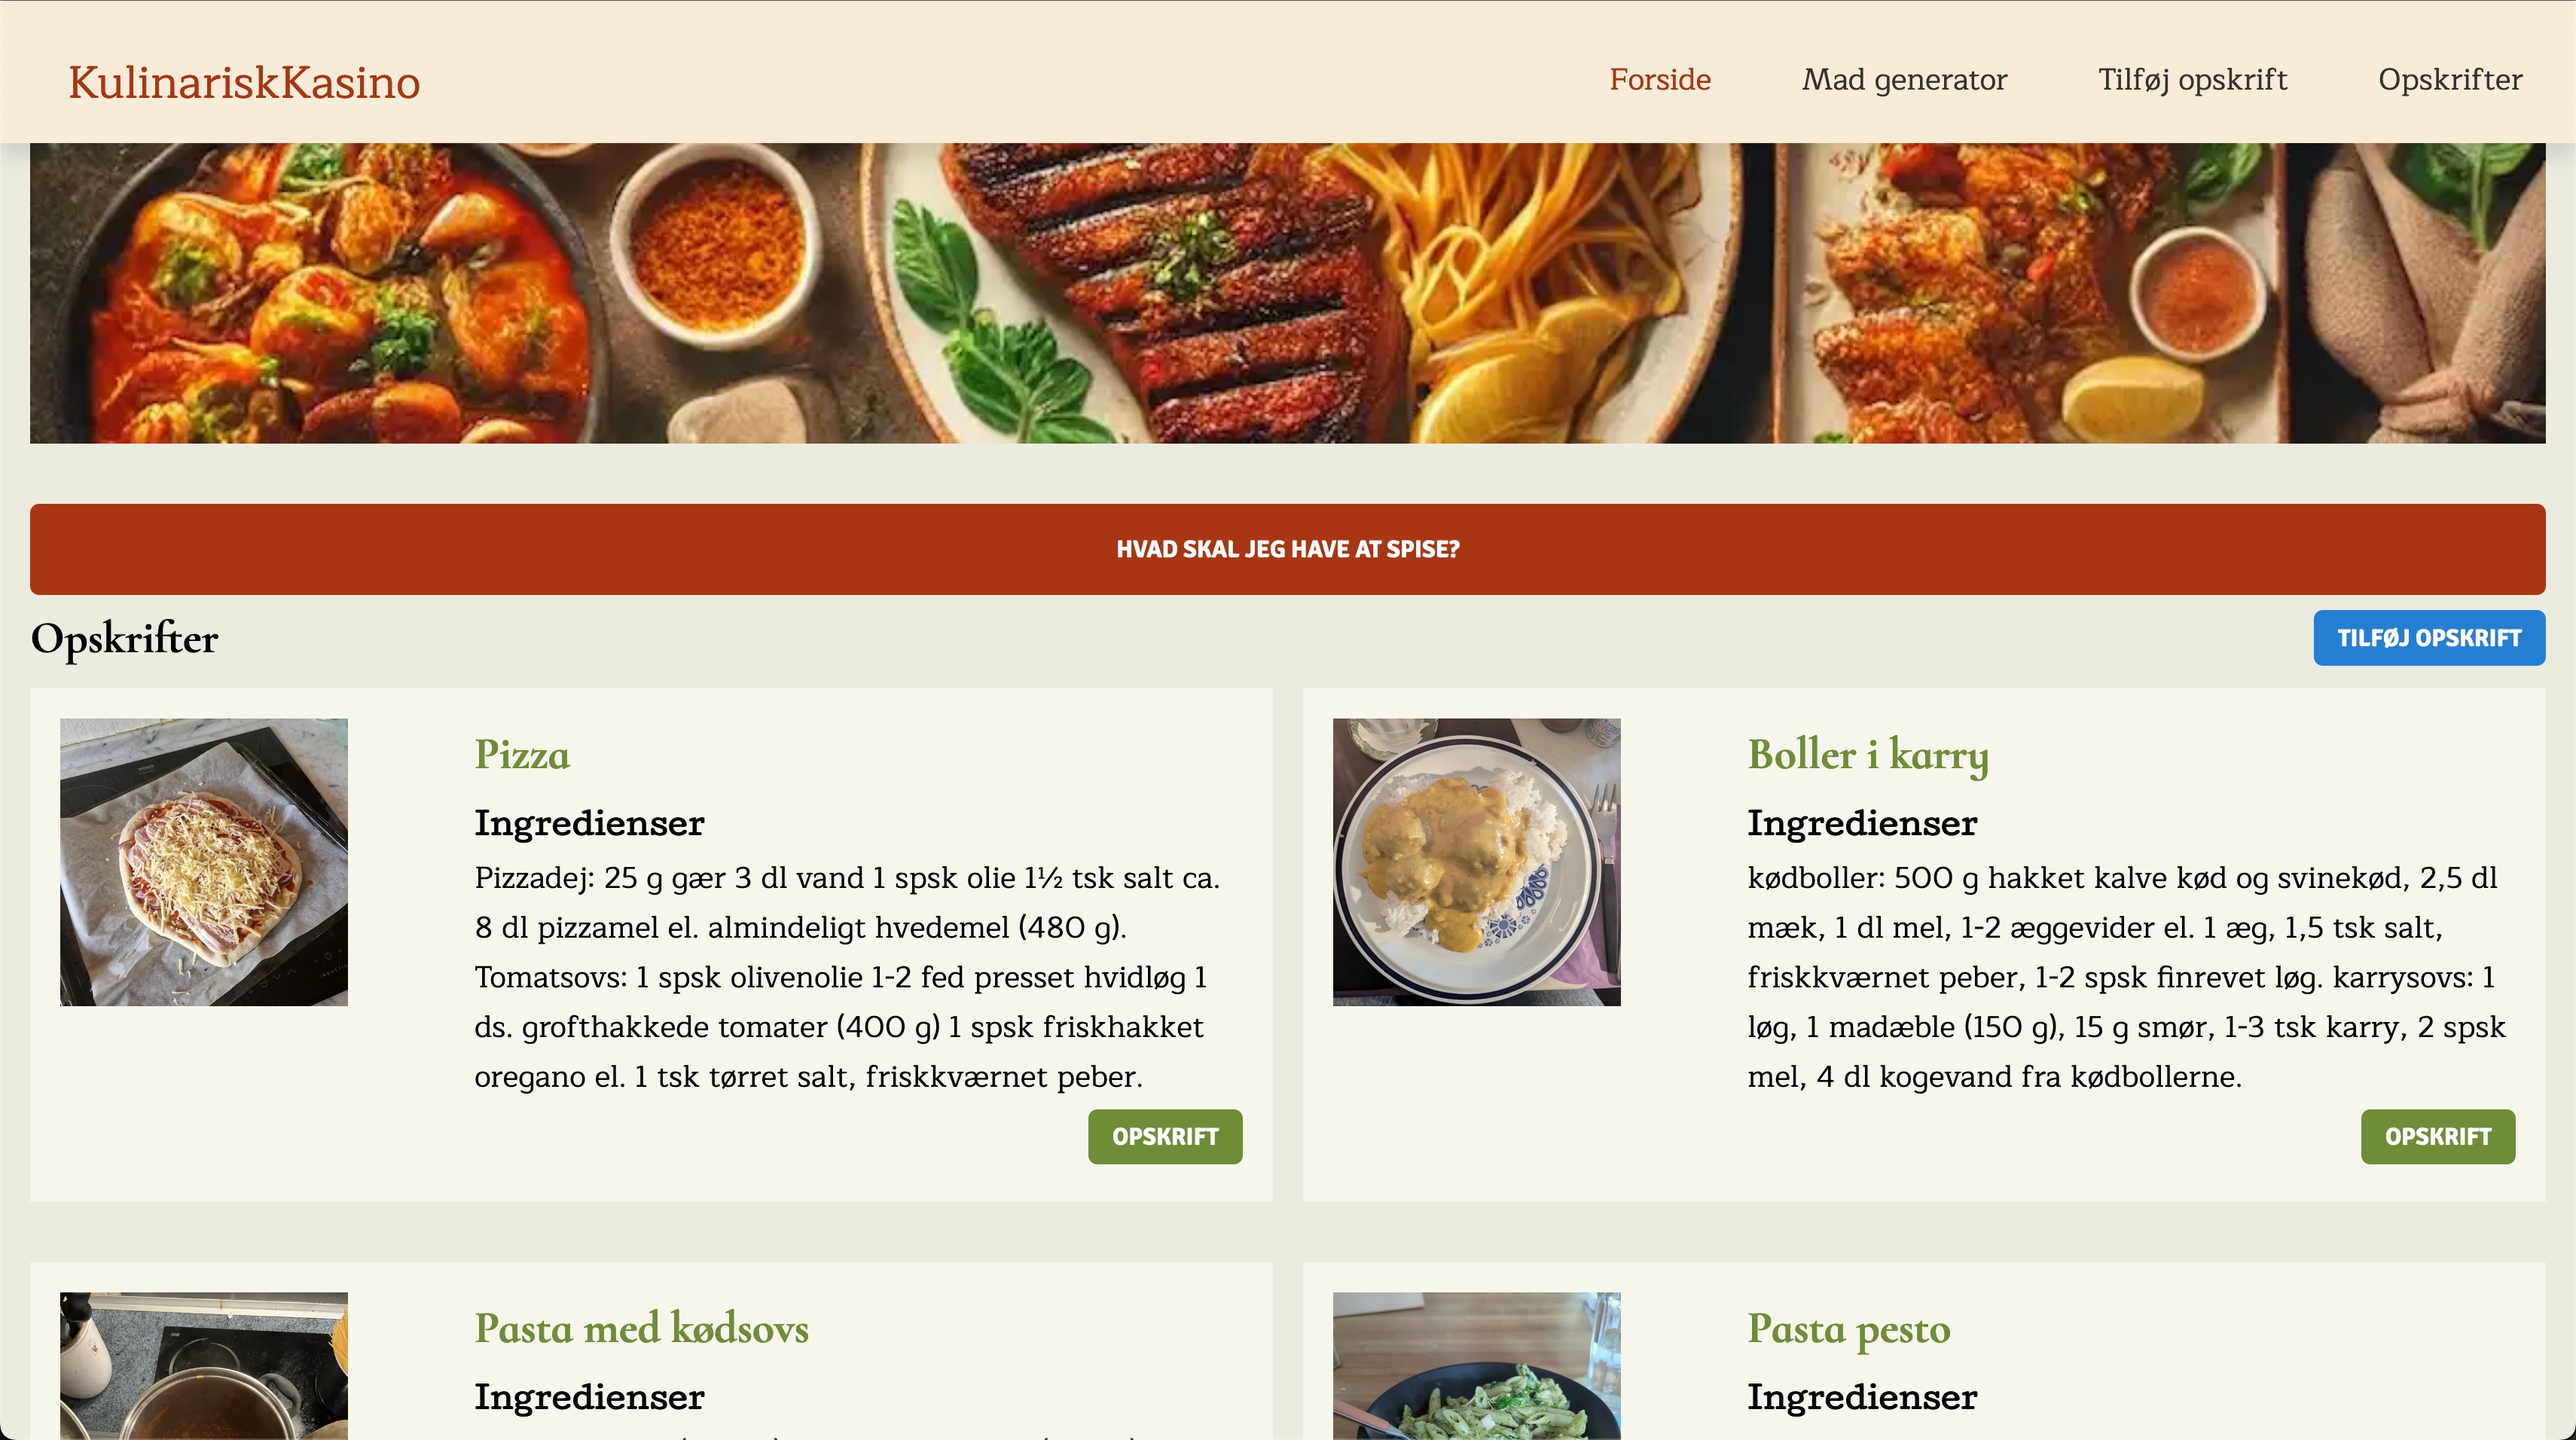 KulinariskKasino
Forside
Mad generator
Tilføj opskrift
Opskrifter
HVAD SKAL JEG HAVE AT SPISE?
Opskrifter
TILFØJ OPSKRIFT
Pizza
Ingredienser
Pizzadej: 25 g gær 3 dl vand 1 spsk olie 1½ tsk salt ca.
8 dl pizzamel el. almindeligt hvedemel (480 g).
Tomatsovs: 1 spsk olivenolie 1-2 fed presset hvidløg 1
ds. grofthakkede tomater (400 g) 1 spsk friskhakket
oregano el. 1 tsk tørret salt, friskkværnet peber.
OPSKRIFT
Boller i karry
Ingredienser
kødboller: 500 g hakket kalve kød og svinekød, 2,5 dl
mæk, 1 dl mel, 1-2 æggevider el. 1 æg, 1,5 tsk salt,
friskkværnet peber, 1-2 spsk finrevet løg. karrysovs: 1
løg, 1 madæble (150 g), 15 g smør, 1-3 tsk karry, 2 spsk
mel, 4 dl kogevand fra kødbollerne.
OPSKRIFT
Pasta med kødsovs
Ingredienser
Pasta pesto
Ingredienser